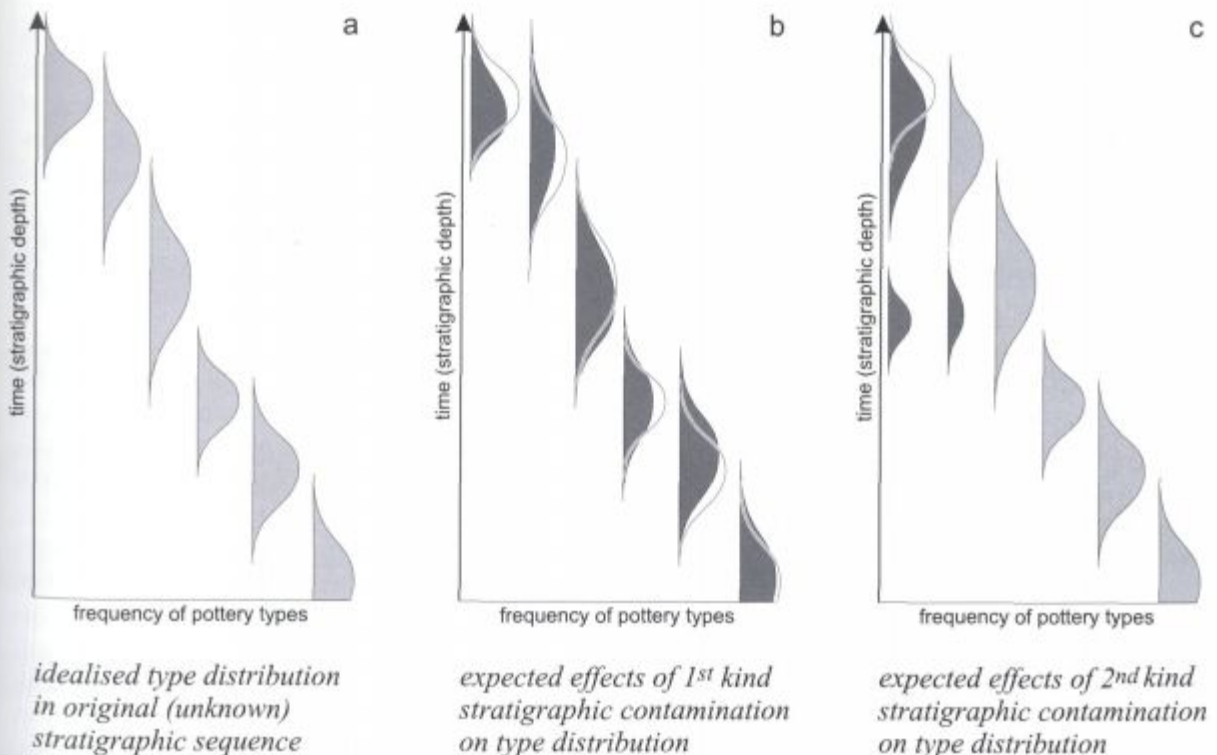 a
time (stratigraphic depth)
frequency of pottery types
idealised type distribution
in original (unknown)
stratigraphic sequence
b
time (stratigraphic depth)
frequency of pottery types
expected effects of 1st kind
stratigraphic contamination
on type distribution
c
time (stratigraphic depth)
frequency of pottery types
expected effects of 2nd kind
stratigraphic contamination
on type distribution